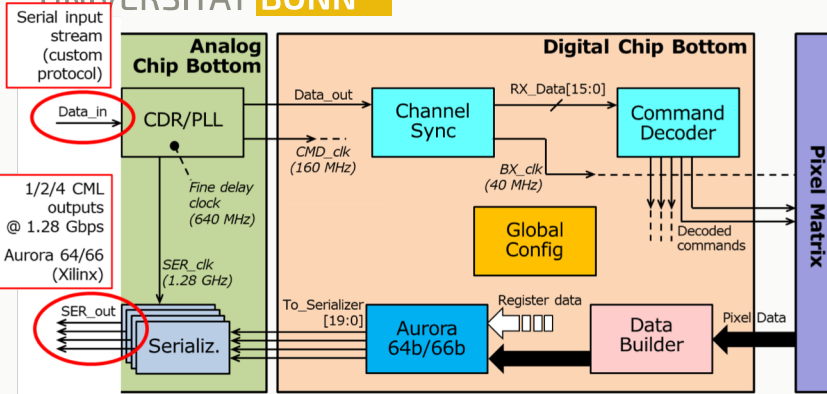 UNIVERSITÄT BONN
Serial input
stream
(custom
protocol)
Data_in
1/2/4 CML
outputs
@ 1.28 Gbps
Aurora 64/66
(Xilinx)
SER_out
Analog
Chip Bottom
CDR/PLL
Fine delay
clock
(640 MHz)
SER_clk
(1.28 GHz)
Serializ.
Digital Chip Bottom
Data_out
CMD_clk
(160 MHz)
Channel
Sync
RX_Data[15:0]
BX_clk
(40 MHz)
Command
Decoder
Decoded
commands
Global
Config
To_Serializer
[19:0]
Aurora
64b/66b
Register data
Data
Builder
Pixel Data
Pixel Matrix